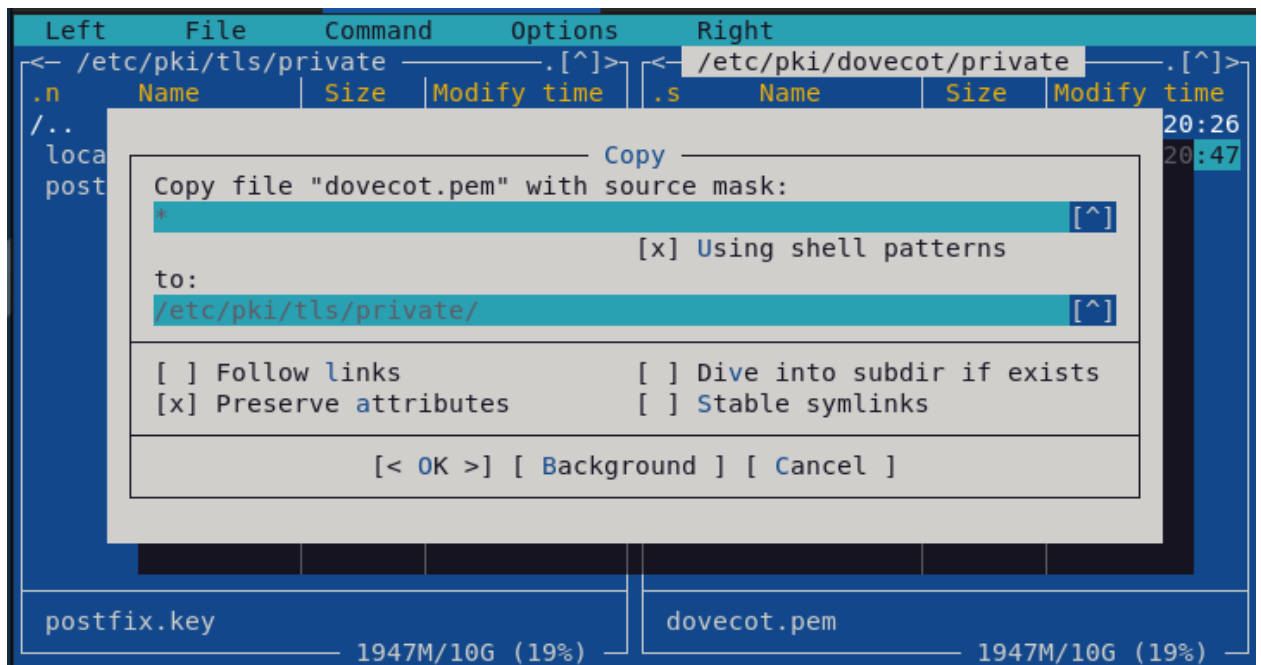 Left File Command Options Right
<─ /etc/pki/tls/private ─ .[^]> <─ /etc/pki/dovecot/private ─ .[^]>
.n Name Size Modify time .s Name Size Modify time
/.. 20:26
loca 20:47
post
Copy
Copy file "dovecot.pem" with source mask:
* [^]
[x] Using shell patterns
to:
/etc/pki/tls/private/ [^]
[ ] Follow links [ ] Dive into subdir if exists
[x] Preserve attributes [ ] Stable symlinks
[< OK >] [ Background ] [ Cancel ]
postfix.key dovecot.pem
1947M/10G (19%) 1947M/10G (19%)